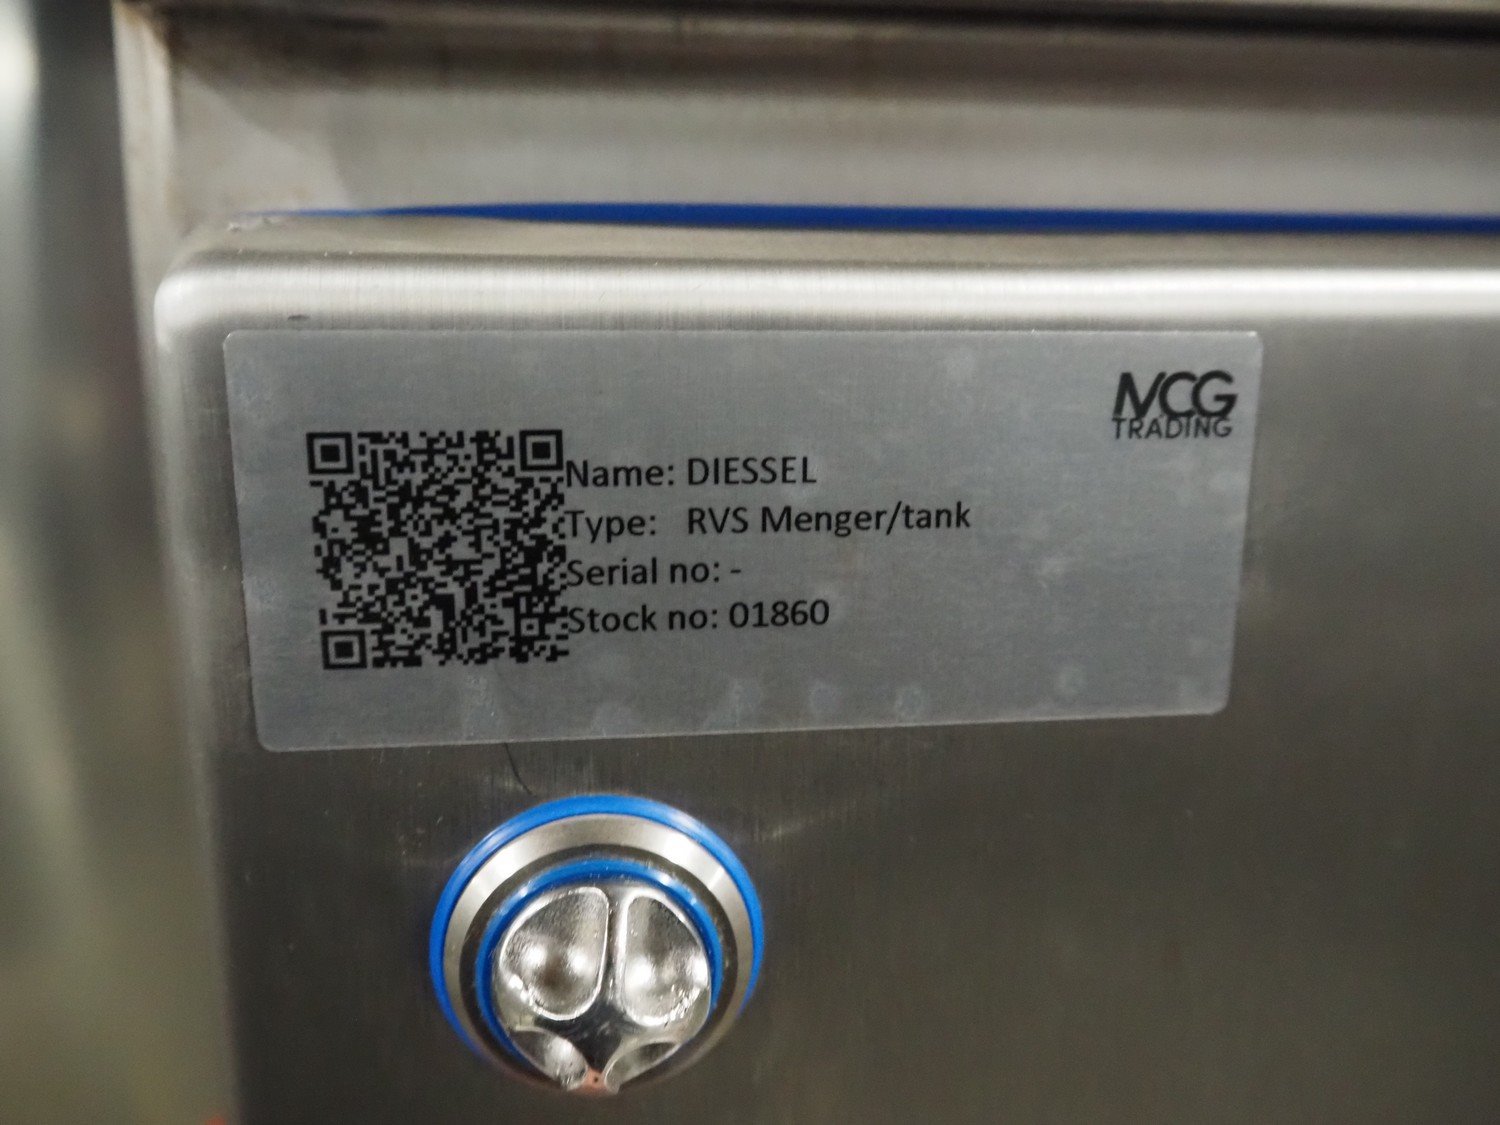 MCG
TRADING
Name: DIESSEL
Type: RVS Menger/tank
Serial no: -
Stock no: 01860